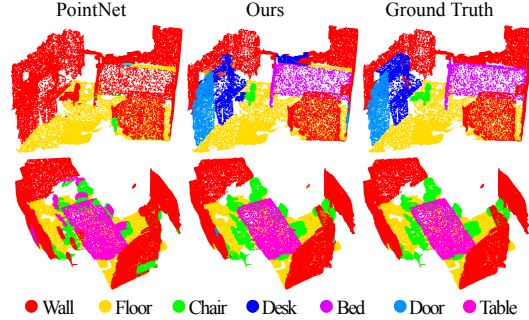 PointNet Ours Ground Truth
Wall Floor Chair Desk Bed Door Table